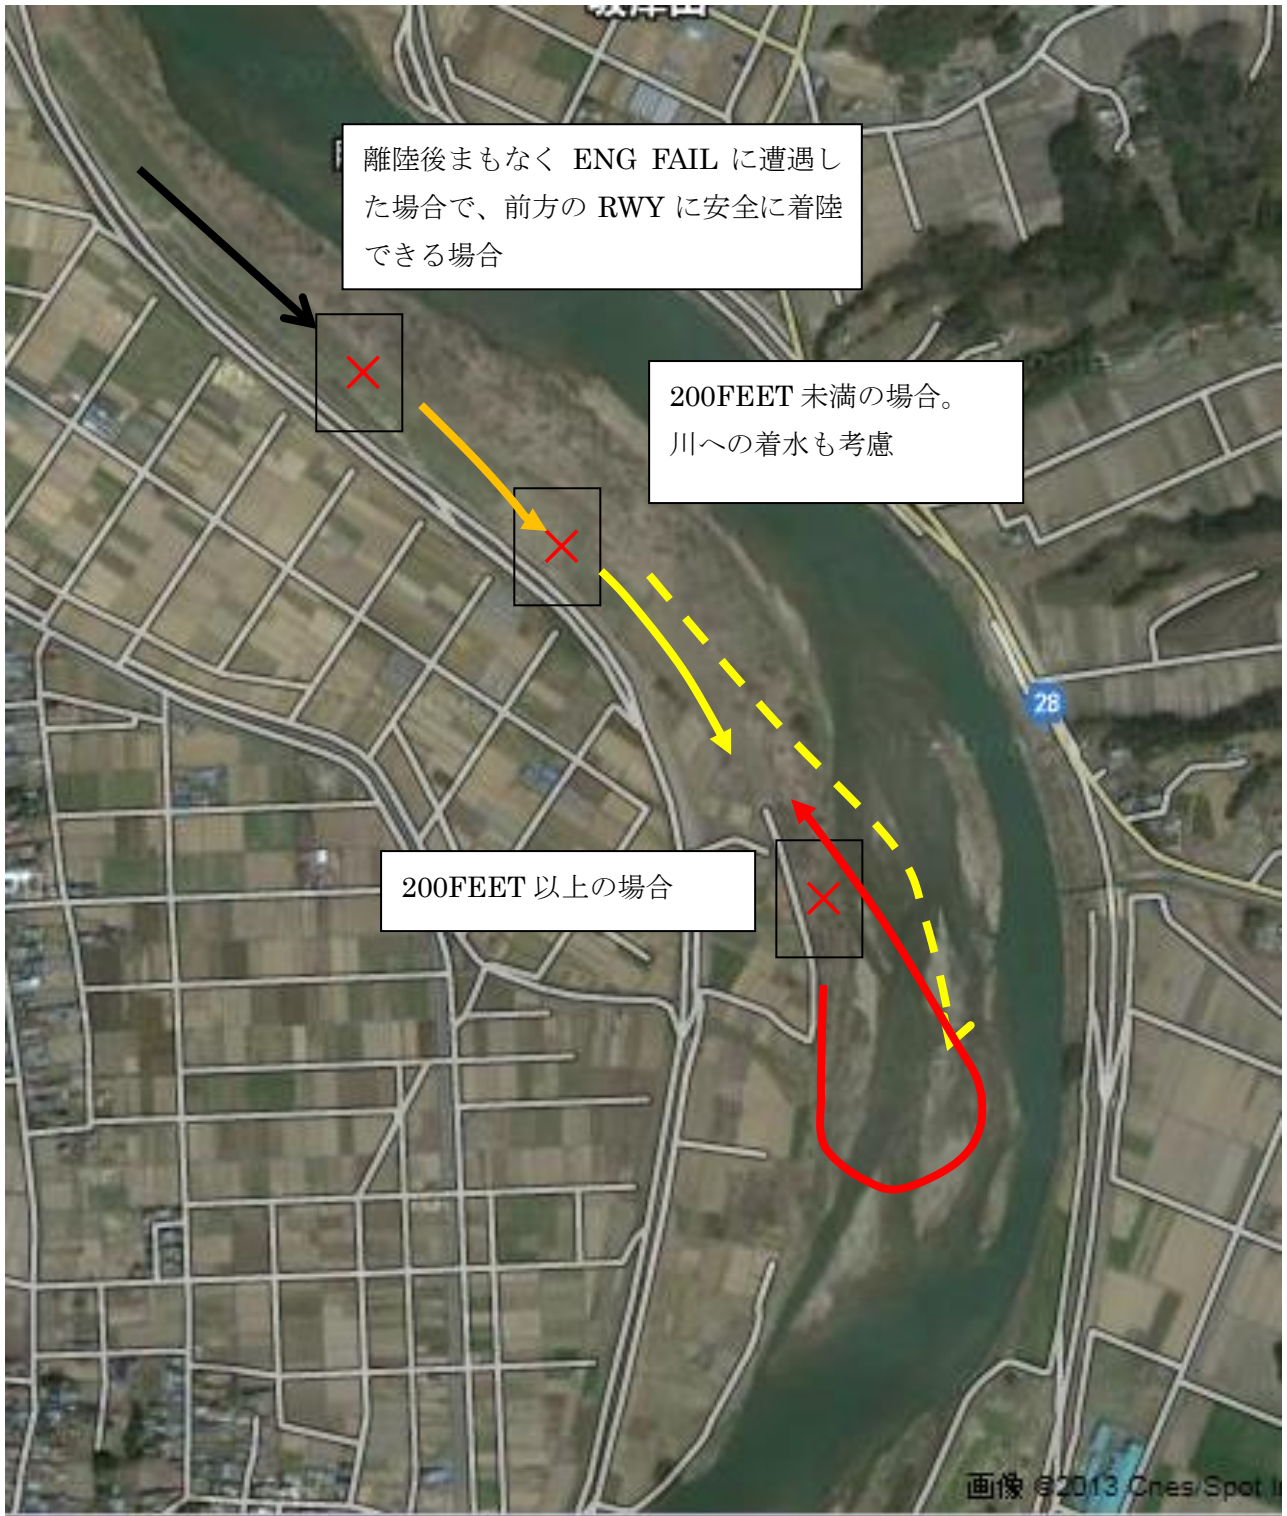 離陸後まもなく ENG FAIL に遭遇し
た場合で、前方の RWY に安全に着陸
できる場合
200FEET 未満の場合。
川への着水も考慮
28
200FEET 以上の場合
画像 ©2013 Cnes/Spot I